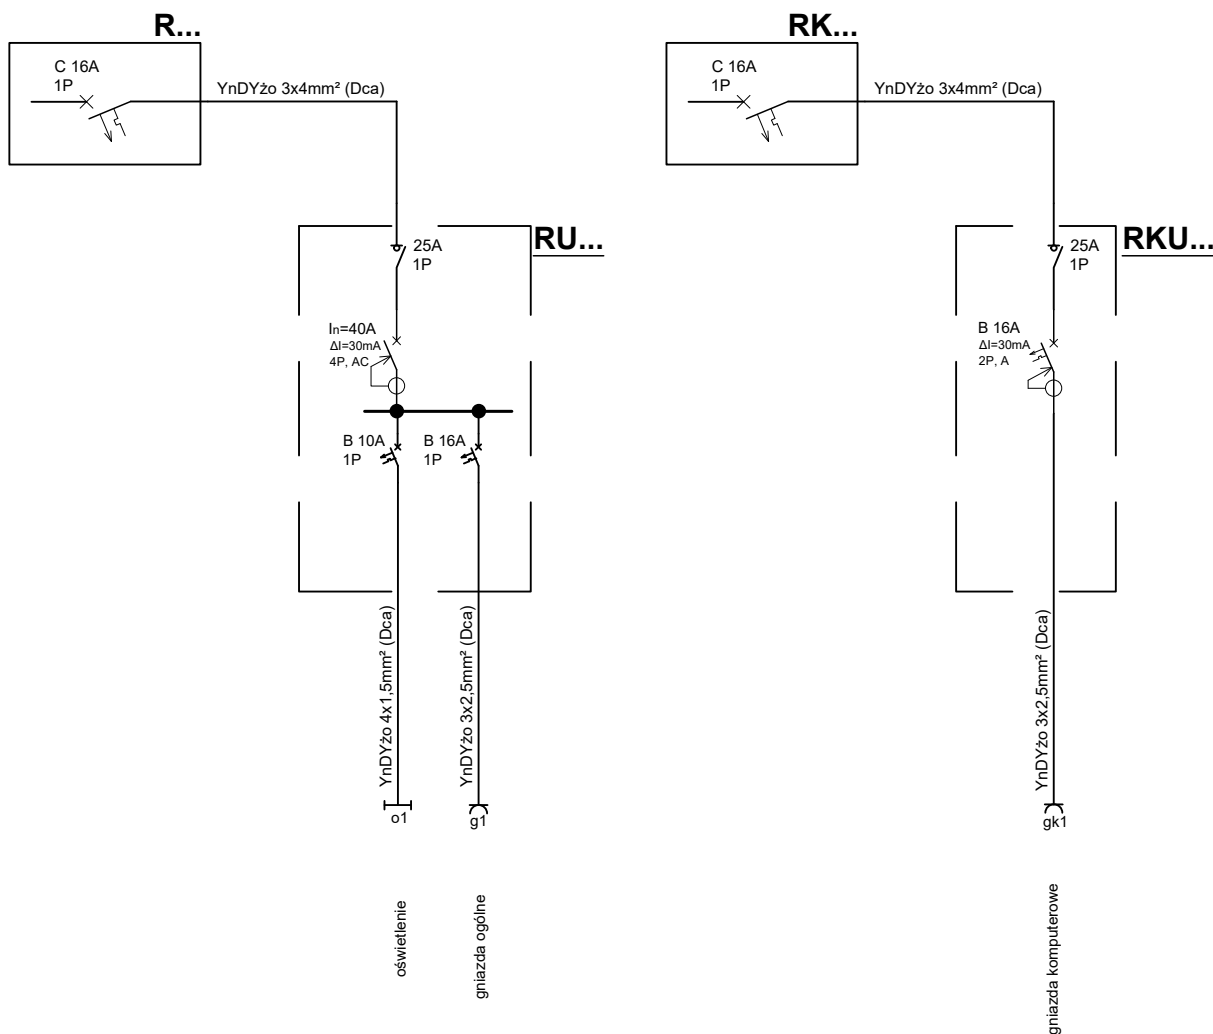 R...
C 16A
1P
YnDYżo 3x4mm² (Dca)
RU...
25A
1P
In=40A
ΔI=30mA
4P, AC
B 10A
1P
B 16A
1P
YnDYżo 4x1,5mm² (Dca)
YnDYżo 3x2,5mm² (Dca)
o1
g1
oświetlenie
gniazda ogólne
RK...
C 16A
1P
YnDYżo 3x4mm² (Dca)
RKU...
25A
1P
B 16A
ΔI=30mA
2P, A
YnDYżo 3x2,5mm² (Dca)
gk1
gniazda komputerowe